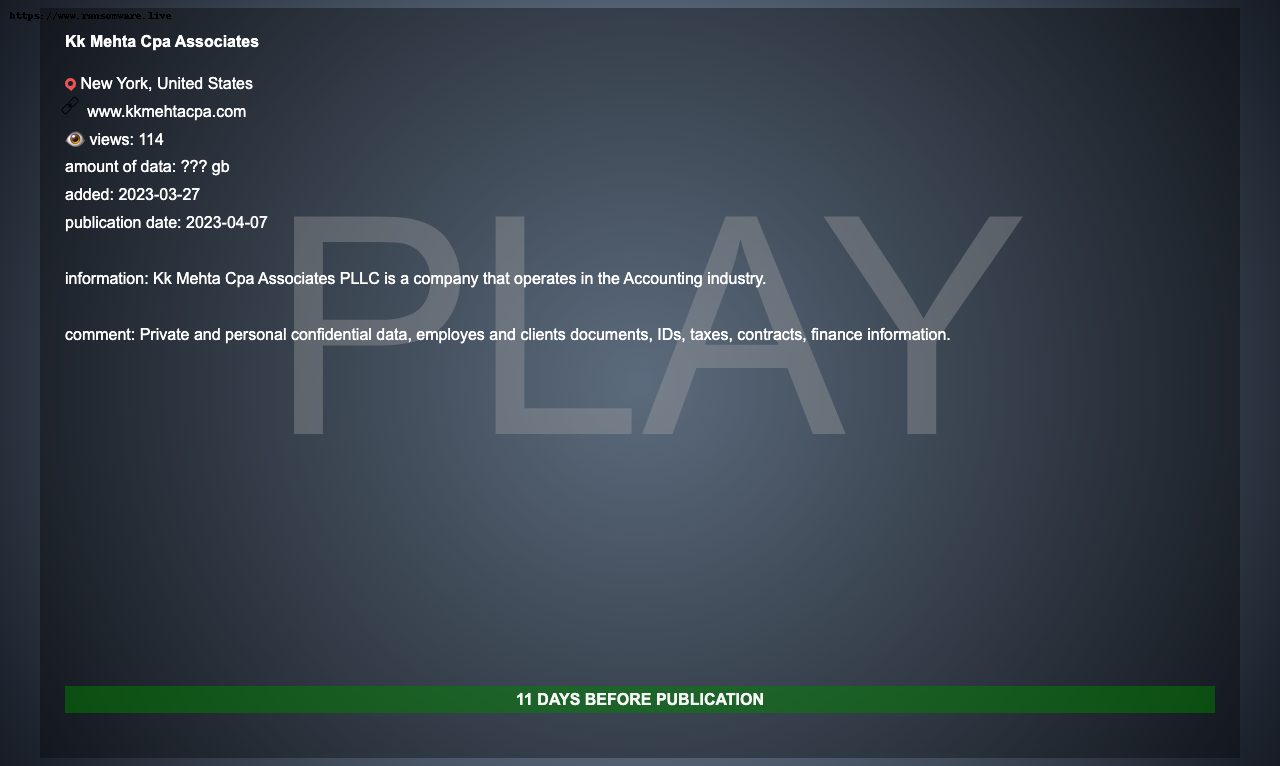 https://www.ransomware.live
Kk Mehta Cpa Associates
New York, United States
www.kkmehtacpa.com
views: 114
amount of data: ??? gb
added: 2023-03-27
publication date: 2023-04-07
PLAY
information: Kk Mehta Cpa Associates PLLC is a company that operates in the Accounting industry.
comment: Private and personal confidential data, employes and clients documents, IDs, taxes, contracts, finance information.
11 DAYS BEFORE PUBLICATION